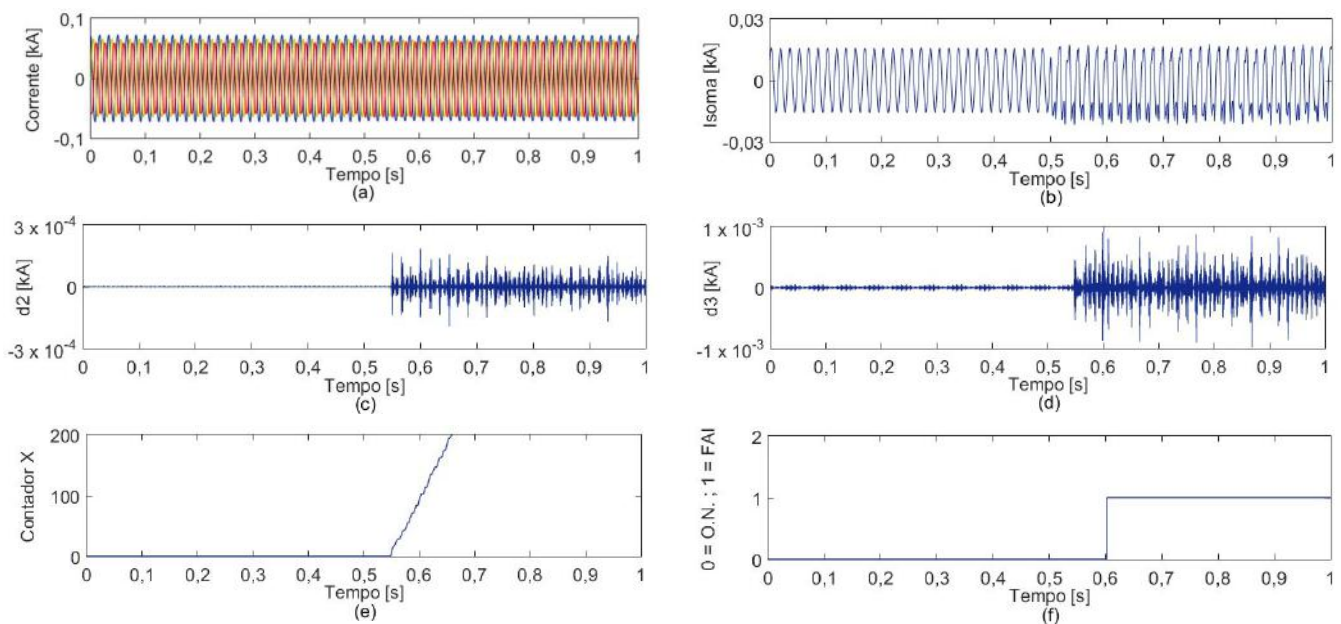 0,1
0
-0,1
Corrente [kA]
0 0,1 0,2 0,3 0,4 0,5 0,6 0,7 0,8 0,9 1
Tempo [s]
(a)
0,03
0
-0,03
Isoma [kA]
0 0,1 0,2 0,3 0,4 0,5 0,6 0,7 0,8 0,9 1
Tempo [s]
(b)
3 x 10⁻⁴
0
-3 x 10⁻⁴
d2 [kA]
0 0,1 0,2 0,3 0,4 0,5 0,6 0,7 0,8 0,9 1
Tempo [s]
(c)
1 x 10⁻³
0
-1 x 10⁻³
d3 [kA]
0 0,1 0,2 0,3 0,4 0,5 0,6 0,7 0,8 0,9 1
Tempo [s]
(d)
200
100
0
Contador X
0 0,1 0,2 0,3 0,4 0,5 0,6 0,7 0,8 0,9 1
Tempo [s]
(e)
2
1
0
0 = O.N. ; 1 = FAI
0 0,1 0,2 0,3 0,4 0,5 0,6 0,7 0,8 0,9 1
Tempo [s]
(f)